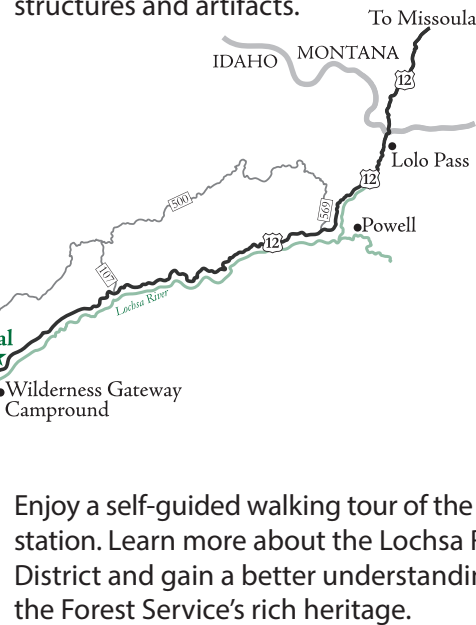 structures and artifacts.
To Missoula
IDAHO MONTANA
12
Lolo Pass
12
500
569
Powell
12
107
Lochsa River
al
Wilderness Gateway
Campround
Enjoy a self-guided walking tour of the
station. Learn more about the Lochsa
District and gain a better
the Forest Service’s rich heritage.